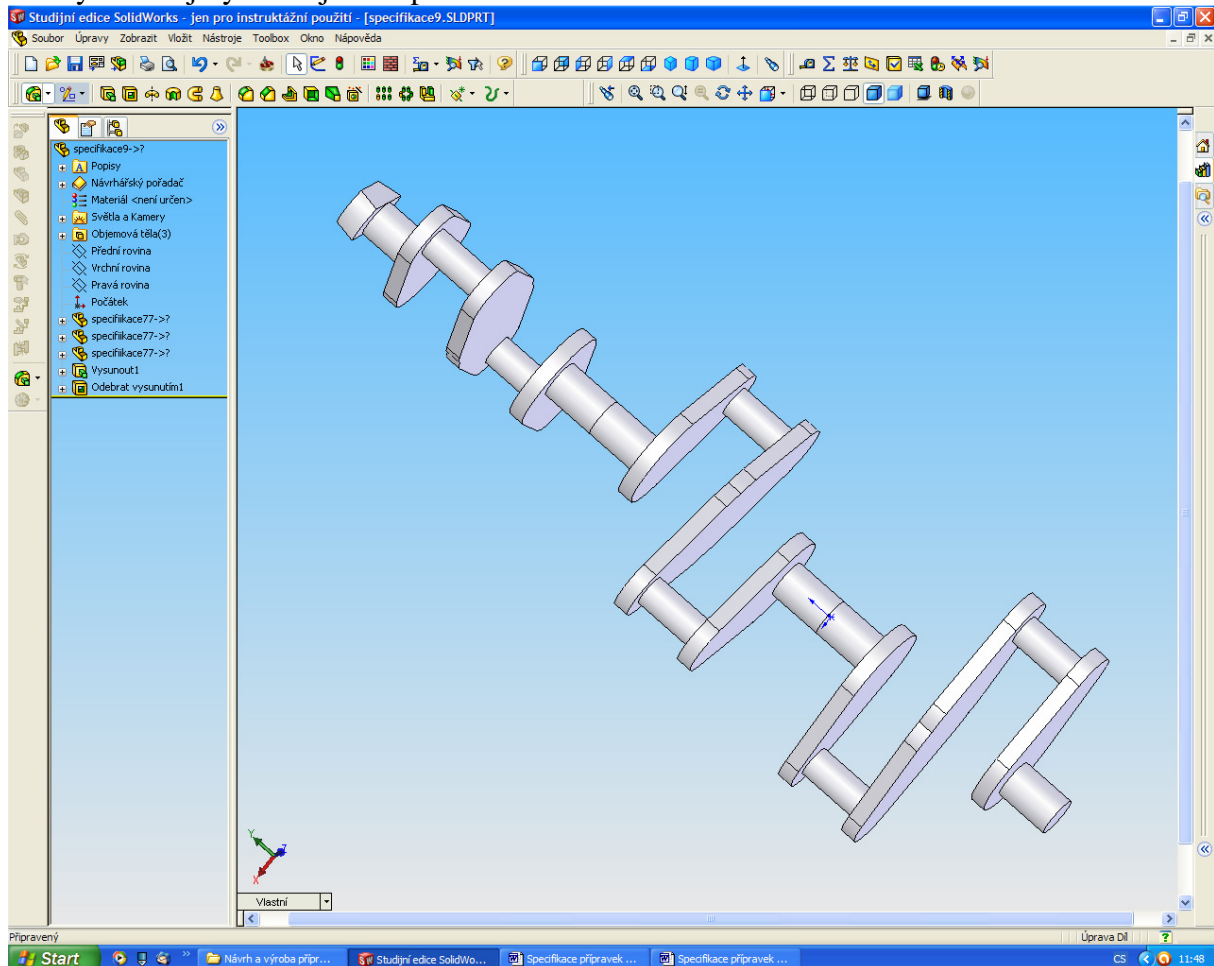 Studijní edice SolidWorks - jen pro instruktážní použití - [specifikace9.SLDPRT]
Soubor Úpravy Zobrazit Vložit Nástroje Toolbox Okno Nápověda
specifikace9->?
Popisy
Návrhářský pořadač
Materiál <není určen>
Světla a Kamery
Objemová těla(3)
Přední rovina
Vrchní rovina
Pravá rovina
Počátek
specifiikace77->?
specifiikace77->?
specifiikace77->?
Vysunout1
Odebrat vysunutím1
Y
Z
X
Vlastní
Připravený
Úprava Díl
Start
Návrh a výroba přípr...
Studijní edice SolidWo...
Specifikace přípravek ...
Specifikace přípravek ...
CS
11:48